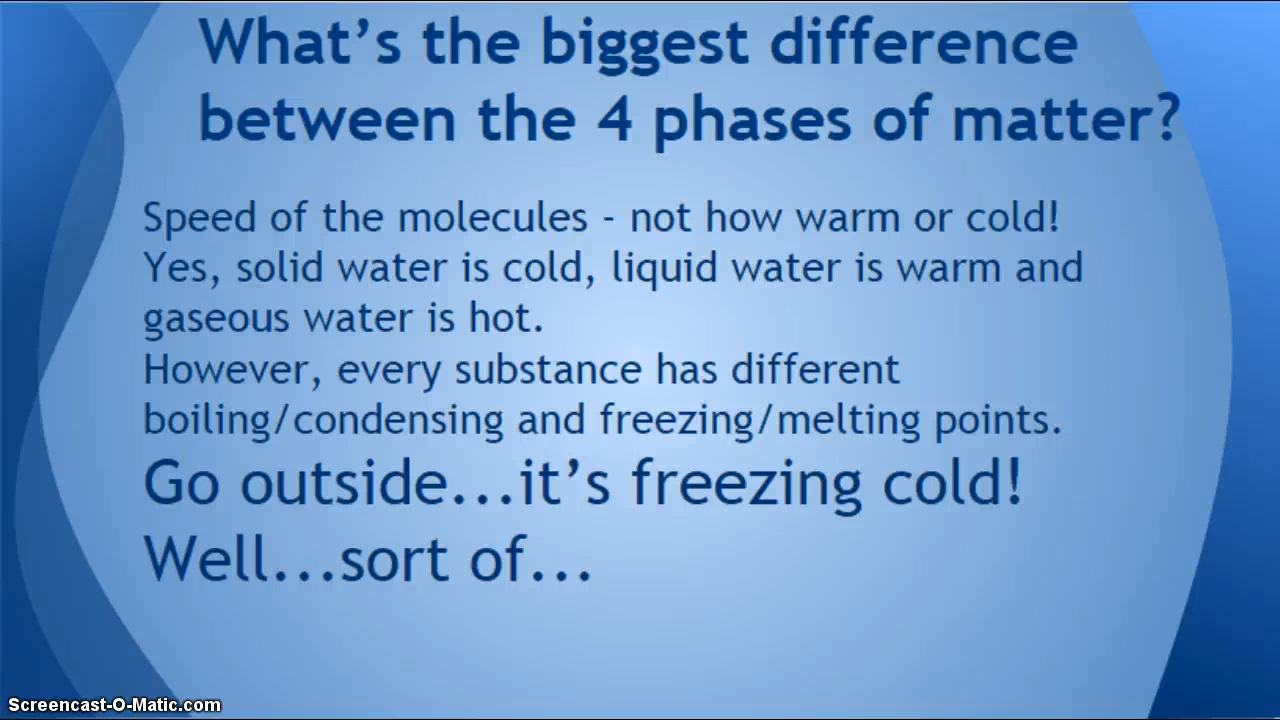 What's the biggest difference
between the 4 phases of matter?
Speed of the molecules - not how warm or cold!
Yes, solid water is cold, liquid water is warm and
gaseous water is hot.
However, every substance has different
boiling/condensing and freezing/melting points.
Go outside...it's freezing cold!
Well...sort of...
Screencast-O-Matic.com